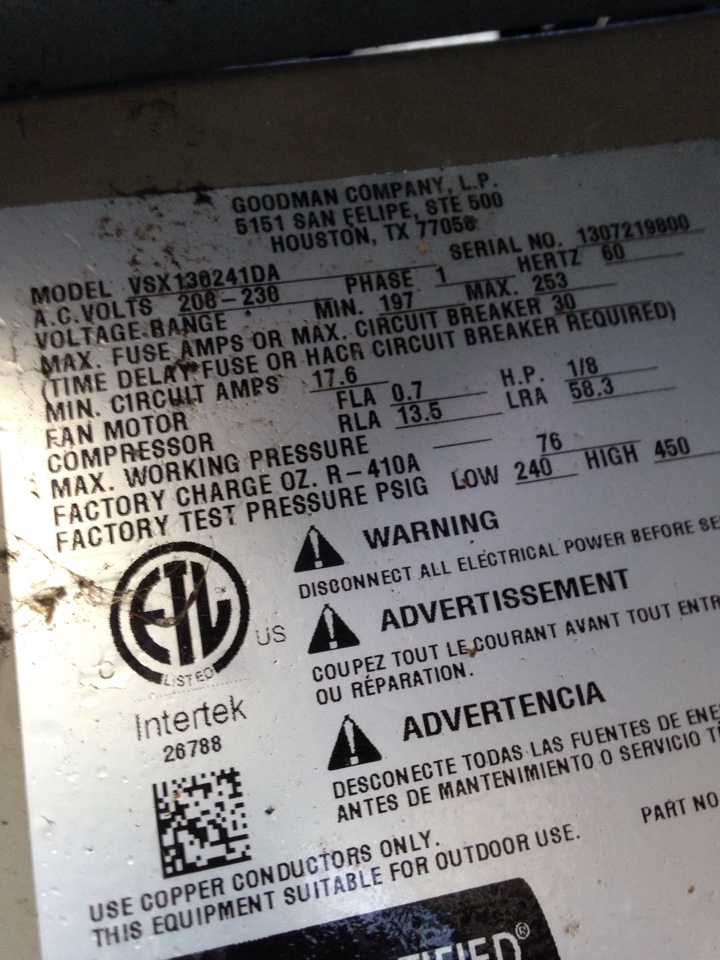 GOODMAN COMPANY, L.P.
5151 SAN FELIPE, STE 500
HOUSTON, TX 77056
MODEL VSX130241DA SERIAL NO. 1307219800
A.C. VOLTS 208-230 PHASE 1 HERTZ 60
VOLTAGE RANGE MIN. 197 MAX. 253
MAX. FUSE AMPS OR MAX. CIRCUIT BREAKER 30
(TIME DELAY FUSE OR HACR CIRCUIT BREAKER REQUIRED)
MIN. CIRCUIT AMPS 17.6
FAN MOTOR FLA 0.7 H.P. 1/8
COMPRESSOR RLA 13.5 LRA 58.3
MAX. WORKING PRESSURE
FACTORY CHARGE OZ. R-410A 76
FACTORY TEST PRESSURE PSIG LOW 240 HIGH 450
WARNING
DISCONNECT ALL ELECTRICAL POWER BEFORE SE
ADVERTISSEMENT
COUPEZ TOUT LE COURANT AVANT TOUT ENTR
OU RÉPARATION.
ADVERTENCIA
DESCONECTE TODAS LAS FUENTES DE ENE
ANTES DE MANTENIMIENTO O SERVICIO
ETL
LISTED
C US
Intertek
26788
PART NO
USE COPPER CONDUCTORS ONLY.
THIS EQUIPMENT SUITABLE FOR OUTDOOR USE.
TIFIED®